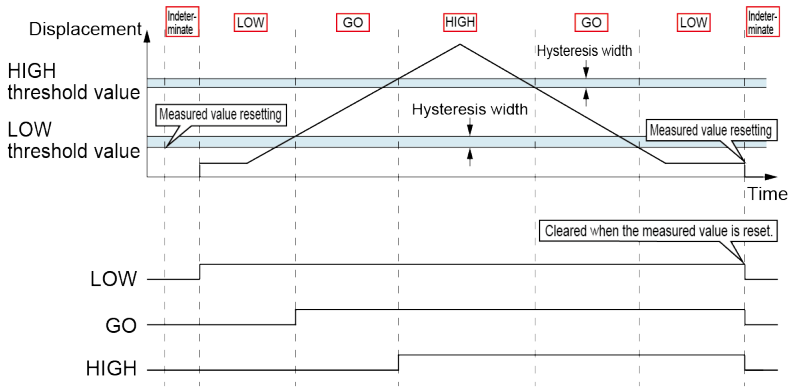 Indeter-
minate
LOW
GO
HIGH
GO
LOW
Indeter-
minate
Displacement
Hysteresis width
HIGH
threshold value
Measured value resetting
Hysteresis width
LOW
threshold value
Measured value resetting
Time
Cleared when the measured value is reset.
LOW
GO
HIGH